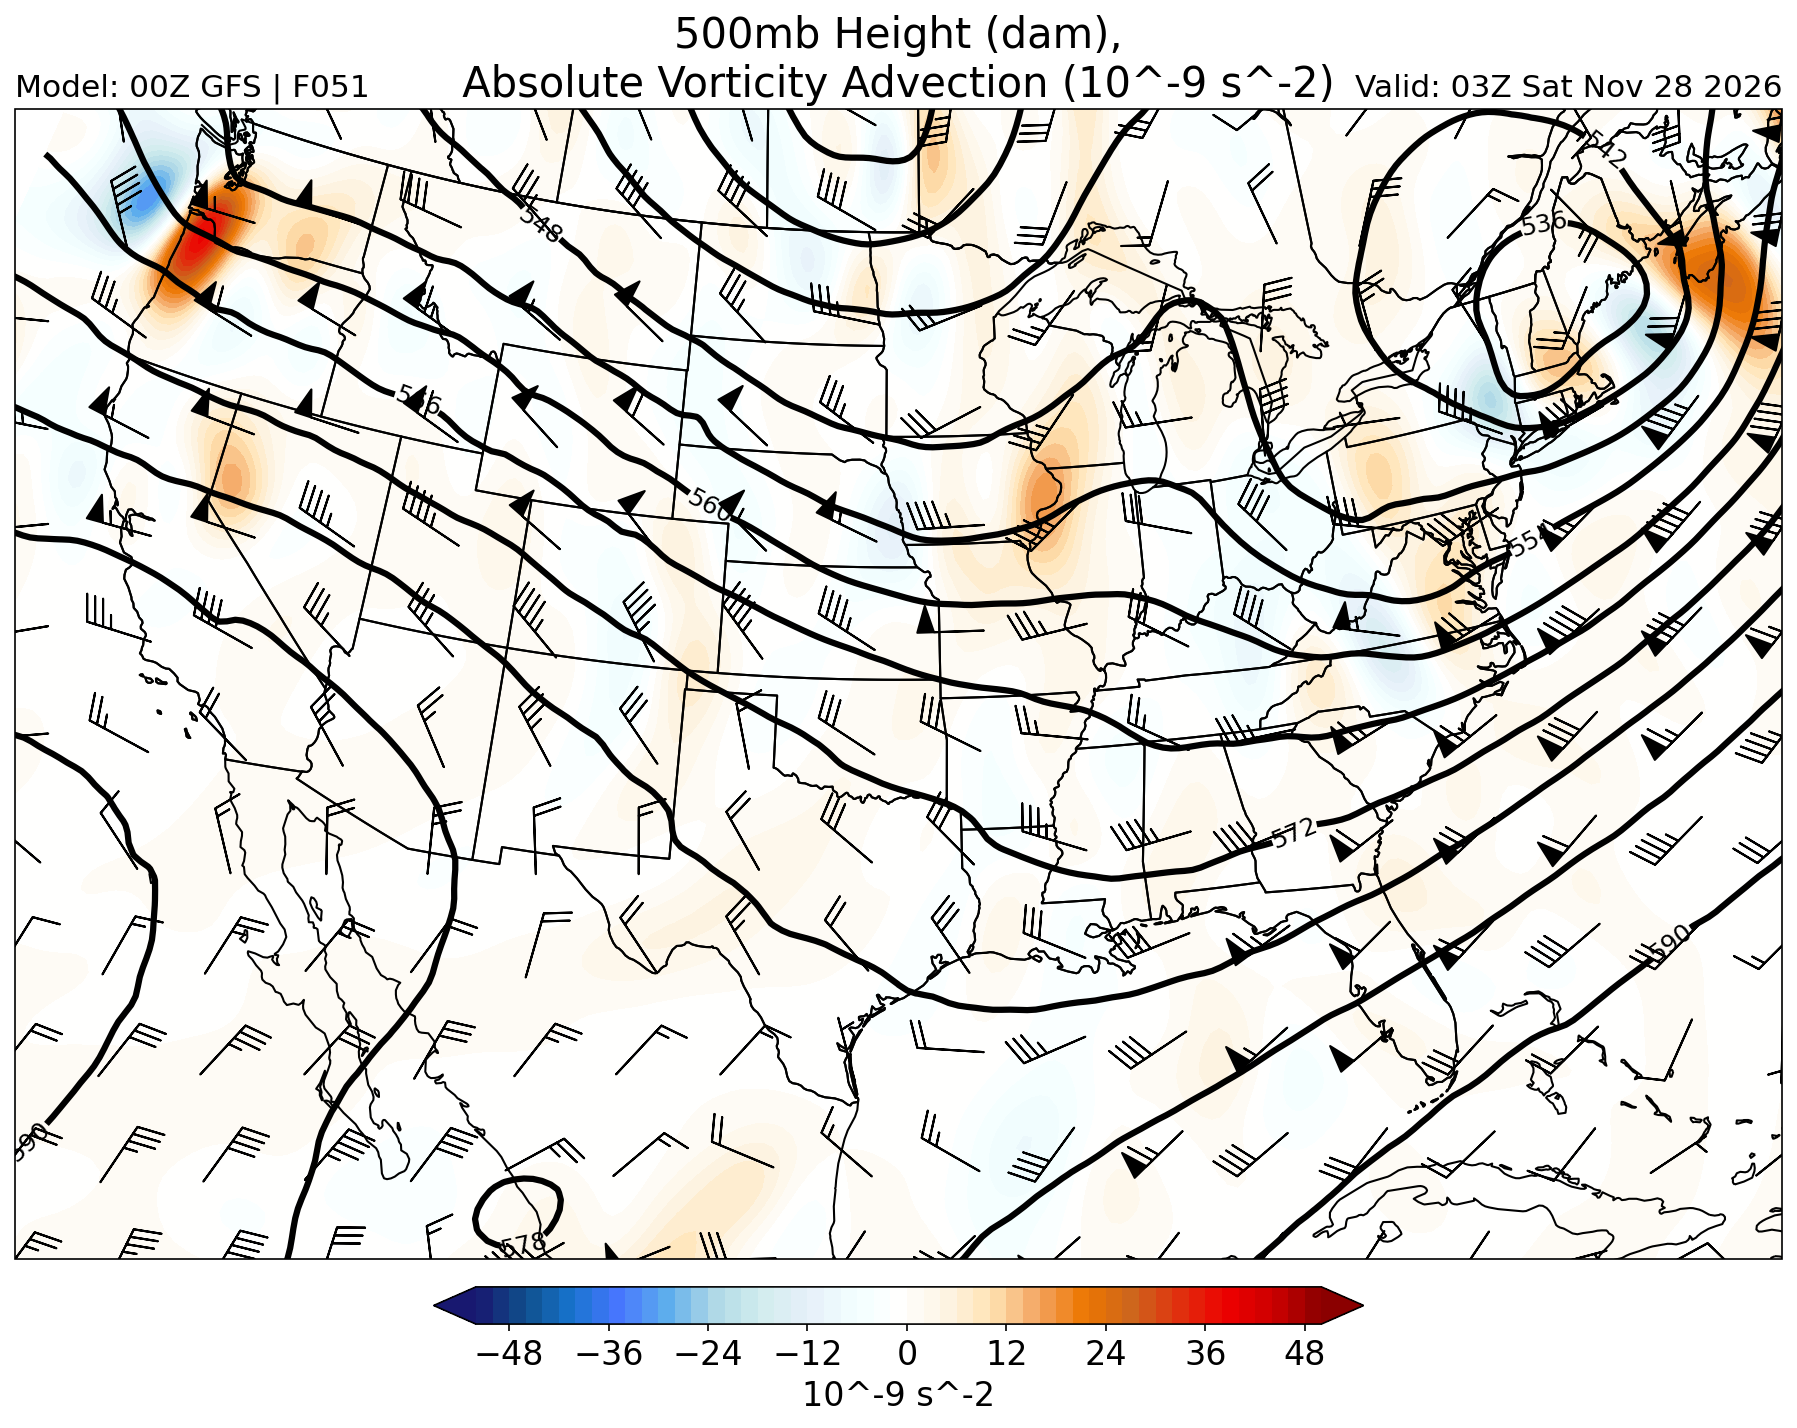 500mb Height (dam),
Model: 00Z GFS | F051
Absolute Vorticity Advection (10^-9 s^-2)
Valid: 03Z Sat Nov 28 2026
542
536
548
566
560
554
572
590
590
578
−48 −36 −24 −12 0 12 24 36 48
10^-9 s^-2